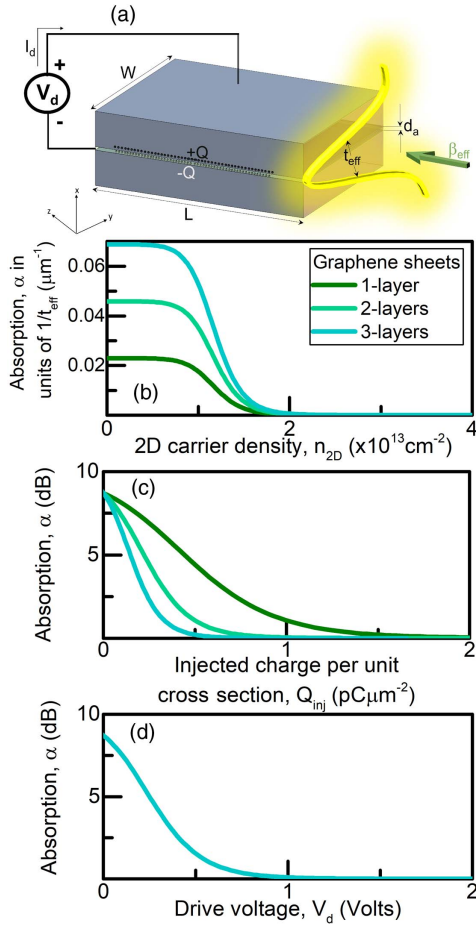 (a)
I_d
W
+
V_d
-
+Q
-Q
t_eff
d_a
β_eff
L
x
z
y
Absorption, α in
units of 1/t_eff (μm⁻¹)
0.06
0.04
0.02
0
Graphene sheets
1-layer
2-layers
3-layers
(b)
0 1 2 3 4
2D carrier density, n_2D (x10¹³cm⁻²)
Absorption, α (dB)
10
5
0
(c)
0 1 2
Injected charge per unit
cross section, Q_inj (pCμm⁻²)
Absorption, α (dB)
10
5
0
(d)
0 1 2
Drive voltage, V_d (Volts)